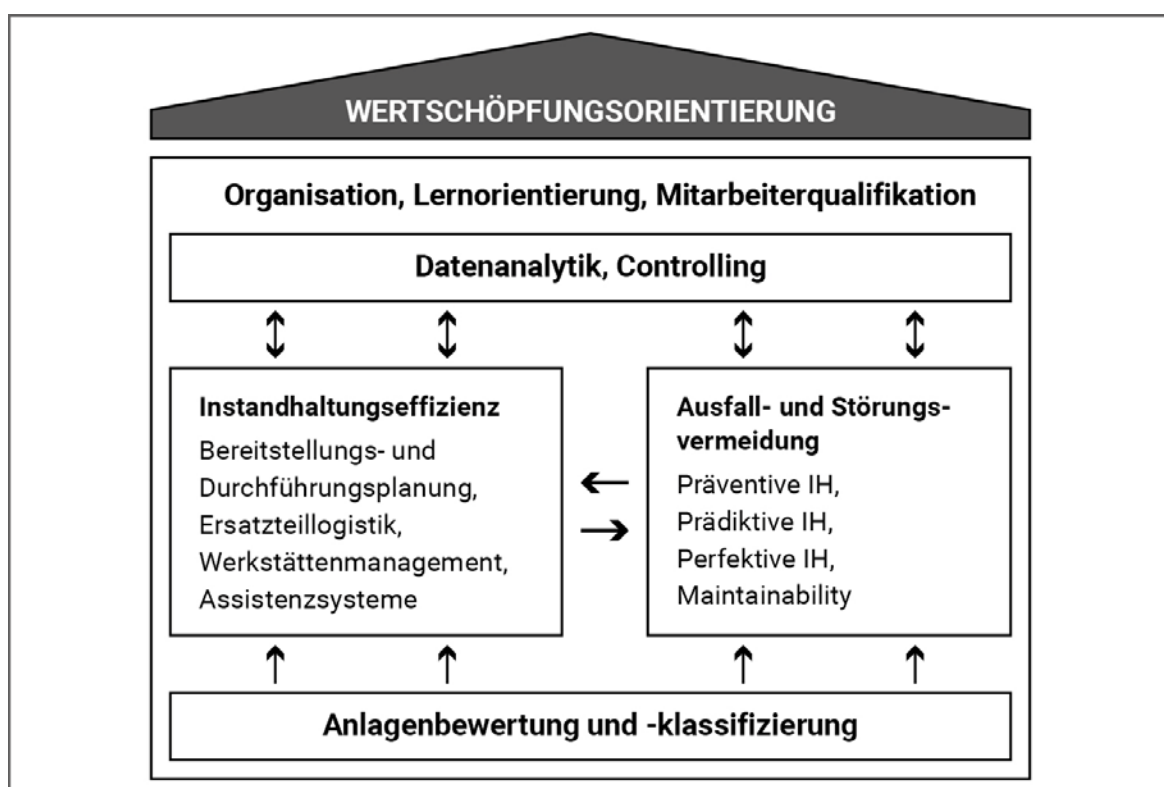 WERTSCHÖPFUNGSORIENTIERUNG
Organisation, Lernorientierung, Mitarbeiterqualifikation
Datenanalytik, Controlling
Instandhaltungseffizienz
Bereitstellungs- und
Durchführungsplanung,
Ersatzteillogistik,
Werkstättenmanagement,
Assistenzsysteme
Ausfall- und Störungs-
vermeidung
Präventive IH,
Prädiktive IH,
Perfektive IH,
Maintainability
Anlagenbewertung und -klassifizierung